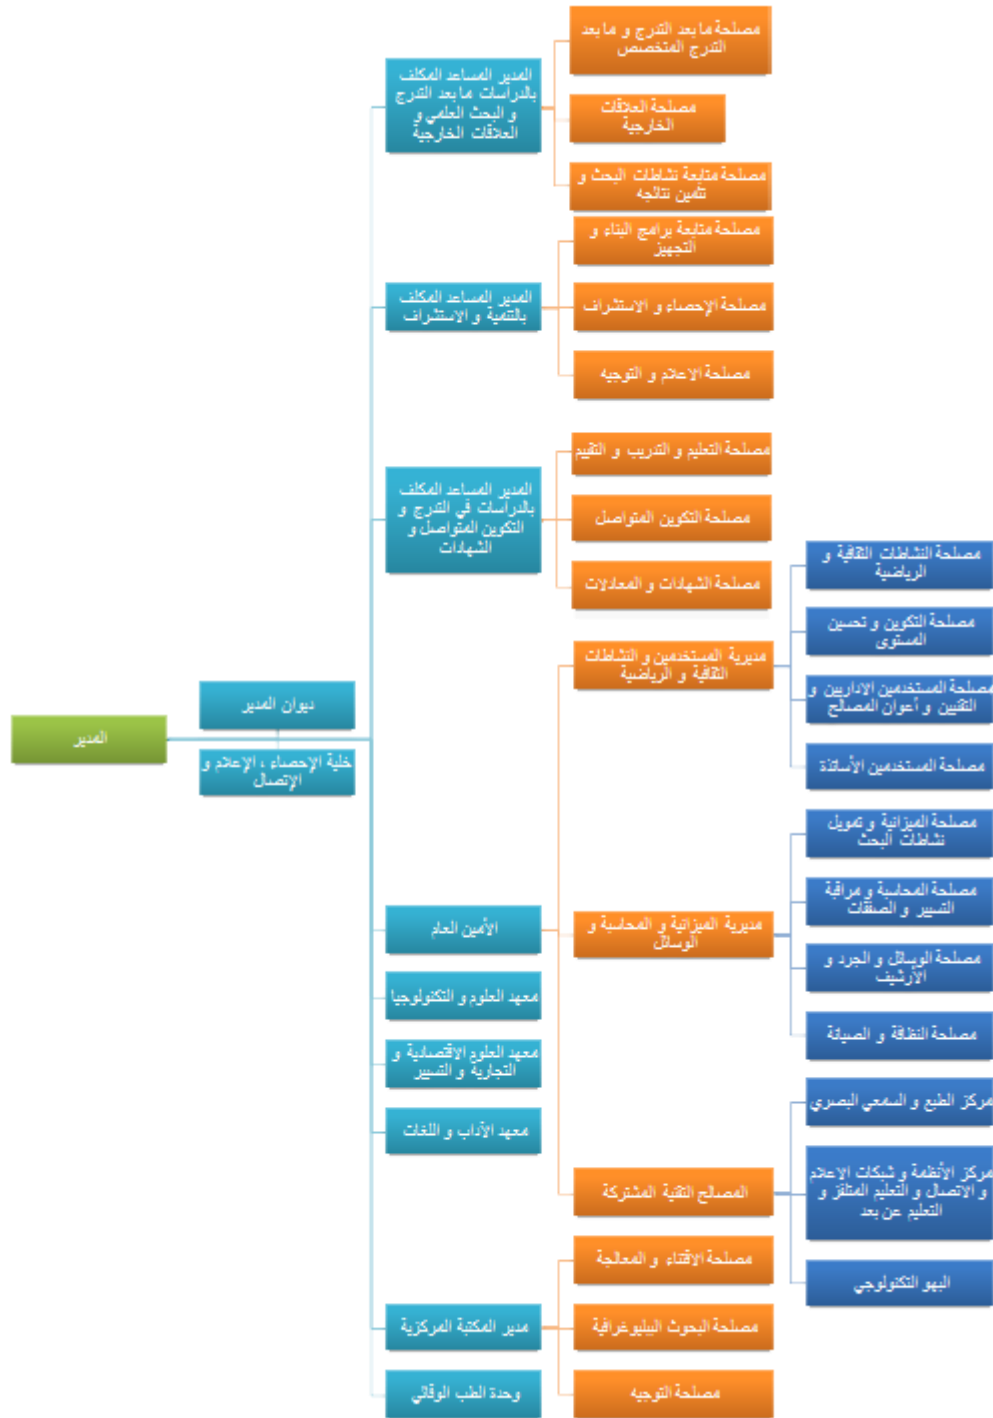 المدير
ديوان المدير
خلية الإحصاء ، الإعلام و
الإتصال
المدير المساعد المكلف
بالدراسات ما بعد التدرج
و البحث العلمي و
العلاقات الخارجية
مصلحة ما بعد التدرج و ما بعد
التدرج المتخصص
مصلحة العلاقات
الخارجية
مصلحة متابعة نشاطات البحث و
تثمين نتائجه
المدير المساعد المكلف
بالتنمية و الاستشراف
مصلحة متابعة برامج البناء و
التجهيز
مصلحة الإحصاء و الاستشراف
مصلحة الاعلام و التوجيه
المدير المساعد المكلف
بالدراسات في التدرج و
التكوين المتواصل و
الشهادات
مصلحة التعليم و التدريب و التقييم
مصلحة التكوين المتواصل
مصلحة الشهادات و المعادلات
الأمين العام
مديرية المستخدمين و النشاطات
الثقافية و الرياضية
مصلحة النشاطات الثقافية و
الرياضية
مصلحة التكوين و تحسين
المستوى
مصلحة المستخدمين الاداريين و
التقنيين و أعوان المصالح
مصلحة المستخدمين الأساتذة
مديرية الميزانية و المحاسبة و
الوسائل
مصلحة الميزانية و تمويل
نشاطات البحث
مصلحة المحاسبة و مراقبة
التسيير و الصفقات
مصلحة الوسائل و الجرد و
الأرشيف
مصلحة النظافة و الصيانة
المصالح التقنية المشتركة
مركز الطبع و السمعي البصري
مركز الأنظمة و شبكات الاعلام
و الاتصال و التعليم المتلفز و
التعليم عن بعد
البهو التكنولوجي
معهد العلوم و التكنولوجيا
معهد العلوم الاقتصادية و
التجارية و التسيير
معهد الآداب و اللغات
مدير المكتبة المركزية
مصلحة الاقتناء و المعالجة
مصلحة البحوث البيليوغرافية
مصلحة التوجيه
وحدة الطب الوقائي